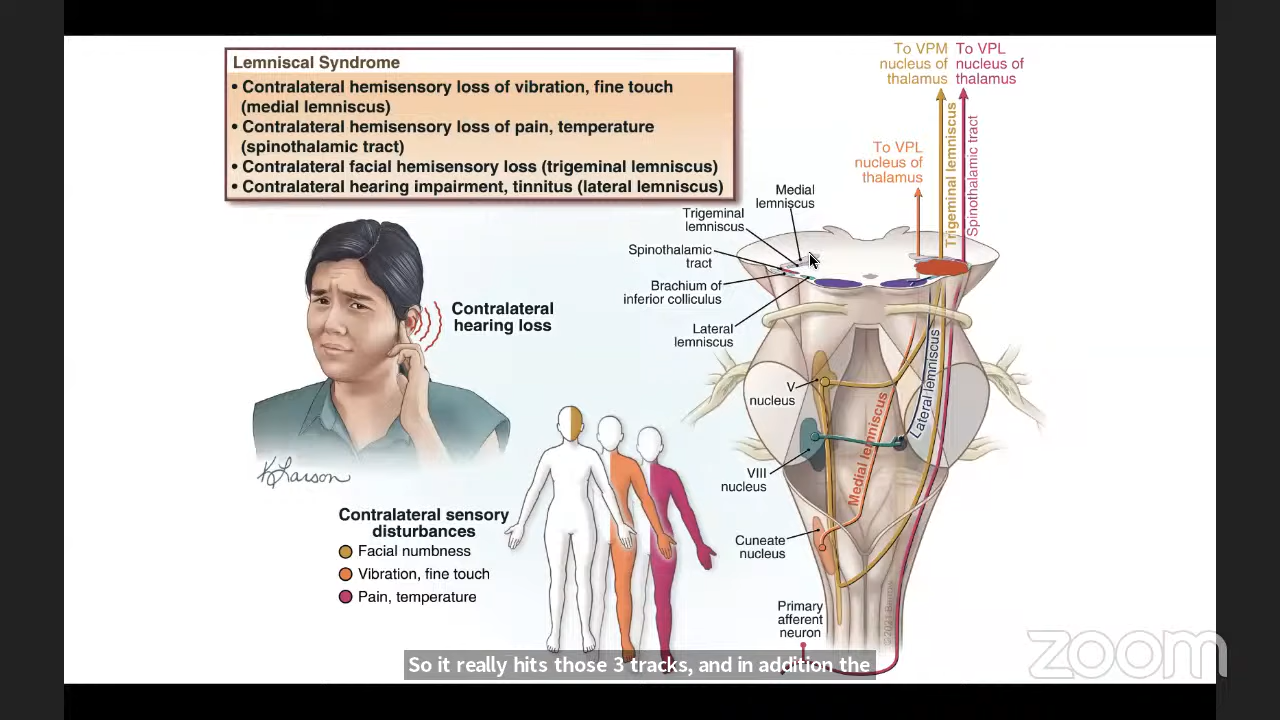 Lemniscal Syndrome
• Contralateral hemisensory loss of vibration, fine touch
(medial lemniscus)
• Contralateral hemisensory loss of pain, temperature
(spinothalamic tract)
• Contralateral facial hemisensory loss (trigeminal lemniscus)
• Contralateral hearing impairment, tinnitus (lateral lemniscus)
To VPM
nucleus of
thalamus
To VPL
nucleus of
thalamus
To VPL
nucleus of
thalamus
Trigeminal lemniscus
Spinothalamic tract
Medial
lemniscus
Trigeminal
lemniscus
Spinothalamic
tract
Brachium of
inferior colliculus
Lateral
lemniscus
Contralateral
hearing loss
V
nucleus
Lateral lemniscus
Medial lemniscus
VIII
nucleus
K Larson
Contralateral sensory
disturbances
Facial numbness
Vibration, fine touch
Pain, temperature
Cuneate
nucleus
Primary
afferent
neuron
zoom
So it really hits those 3 tracks, and in addition the